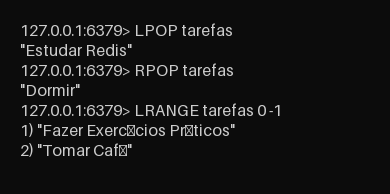 127.0.0.1:6379> LPOP tarefas
"Estudar Redis"
127.0.0.1:6379> RPOP tarefas
"Dormir"
127.0.0.1:6379> LRANGE tarefas 0 -1
1) "Fazer Exerc▯cios Pr▯ticos"
2) "Tomar Caf▯"